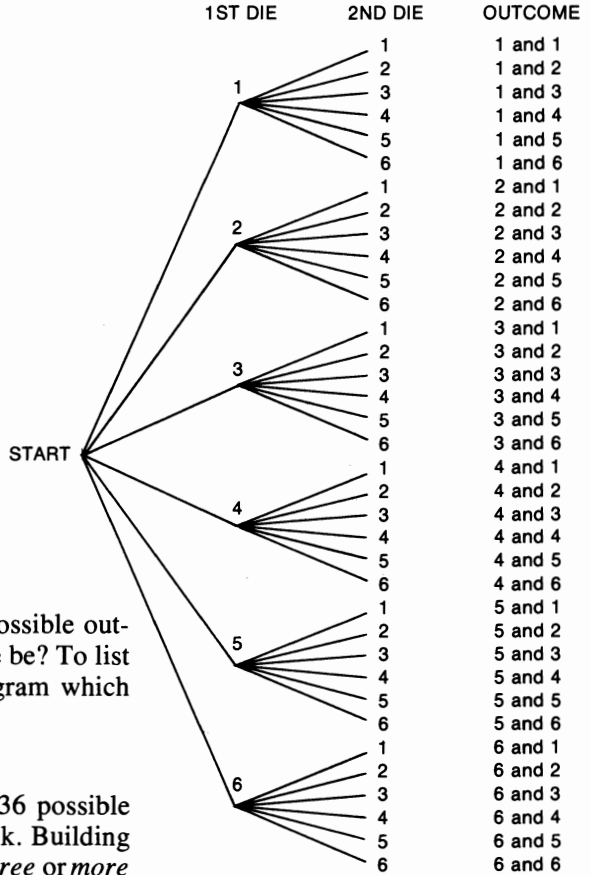 1ST DIE 2ND DIE OUTCOME
1 1 and 1
2 1 and 2
1 3 1 and 3
4 1 and 4
5 1 and 5
6 1 and 6
1 2 and 1
2 2 and 2
2 3 2 and 3
4 2 and 4
5 2 and 5
6 2 and 6
1 3 and 1
2 3 and 2
3 3 3 and 3
4 3 and 4
5 3 and 5
6 3 and 6
START
1 4 and 1
2 4 and 2
4 3 4 and 3
4 4 and 4
5 4 and 5
6 4 and 6
1 5 and 1
2 5 and 2
5 3 5 and 3
4 5 and 4
5 5 and 5
6 5 and 6
1 6 and 1
2 6 and 2
6 3 6 and 3
4 6 and 4
5 6 and 5
6 6 and 6
ossible out-
be? To list
gram which
36 possible
k. Building
ree or more